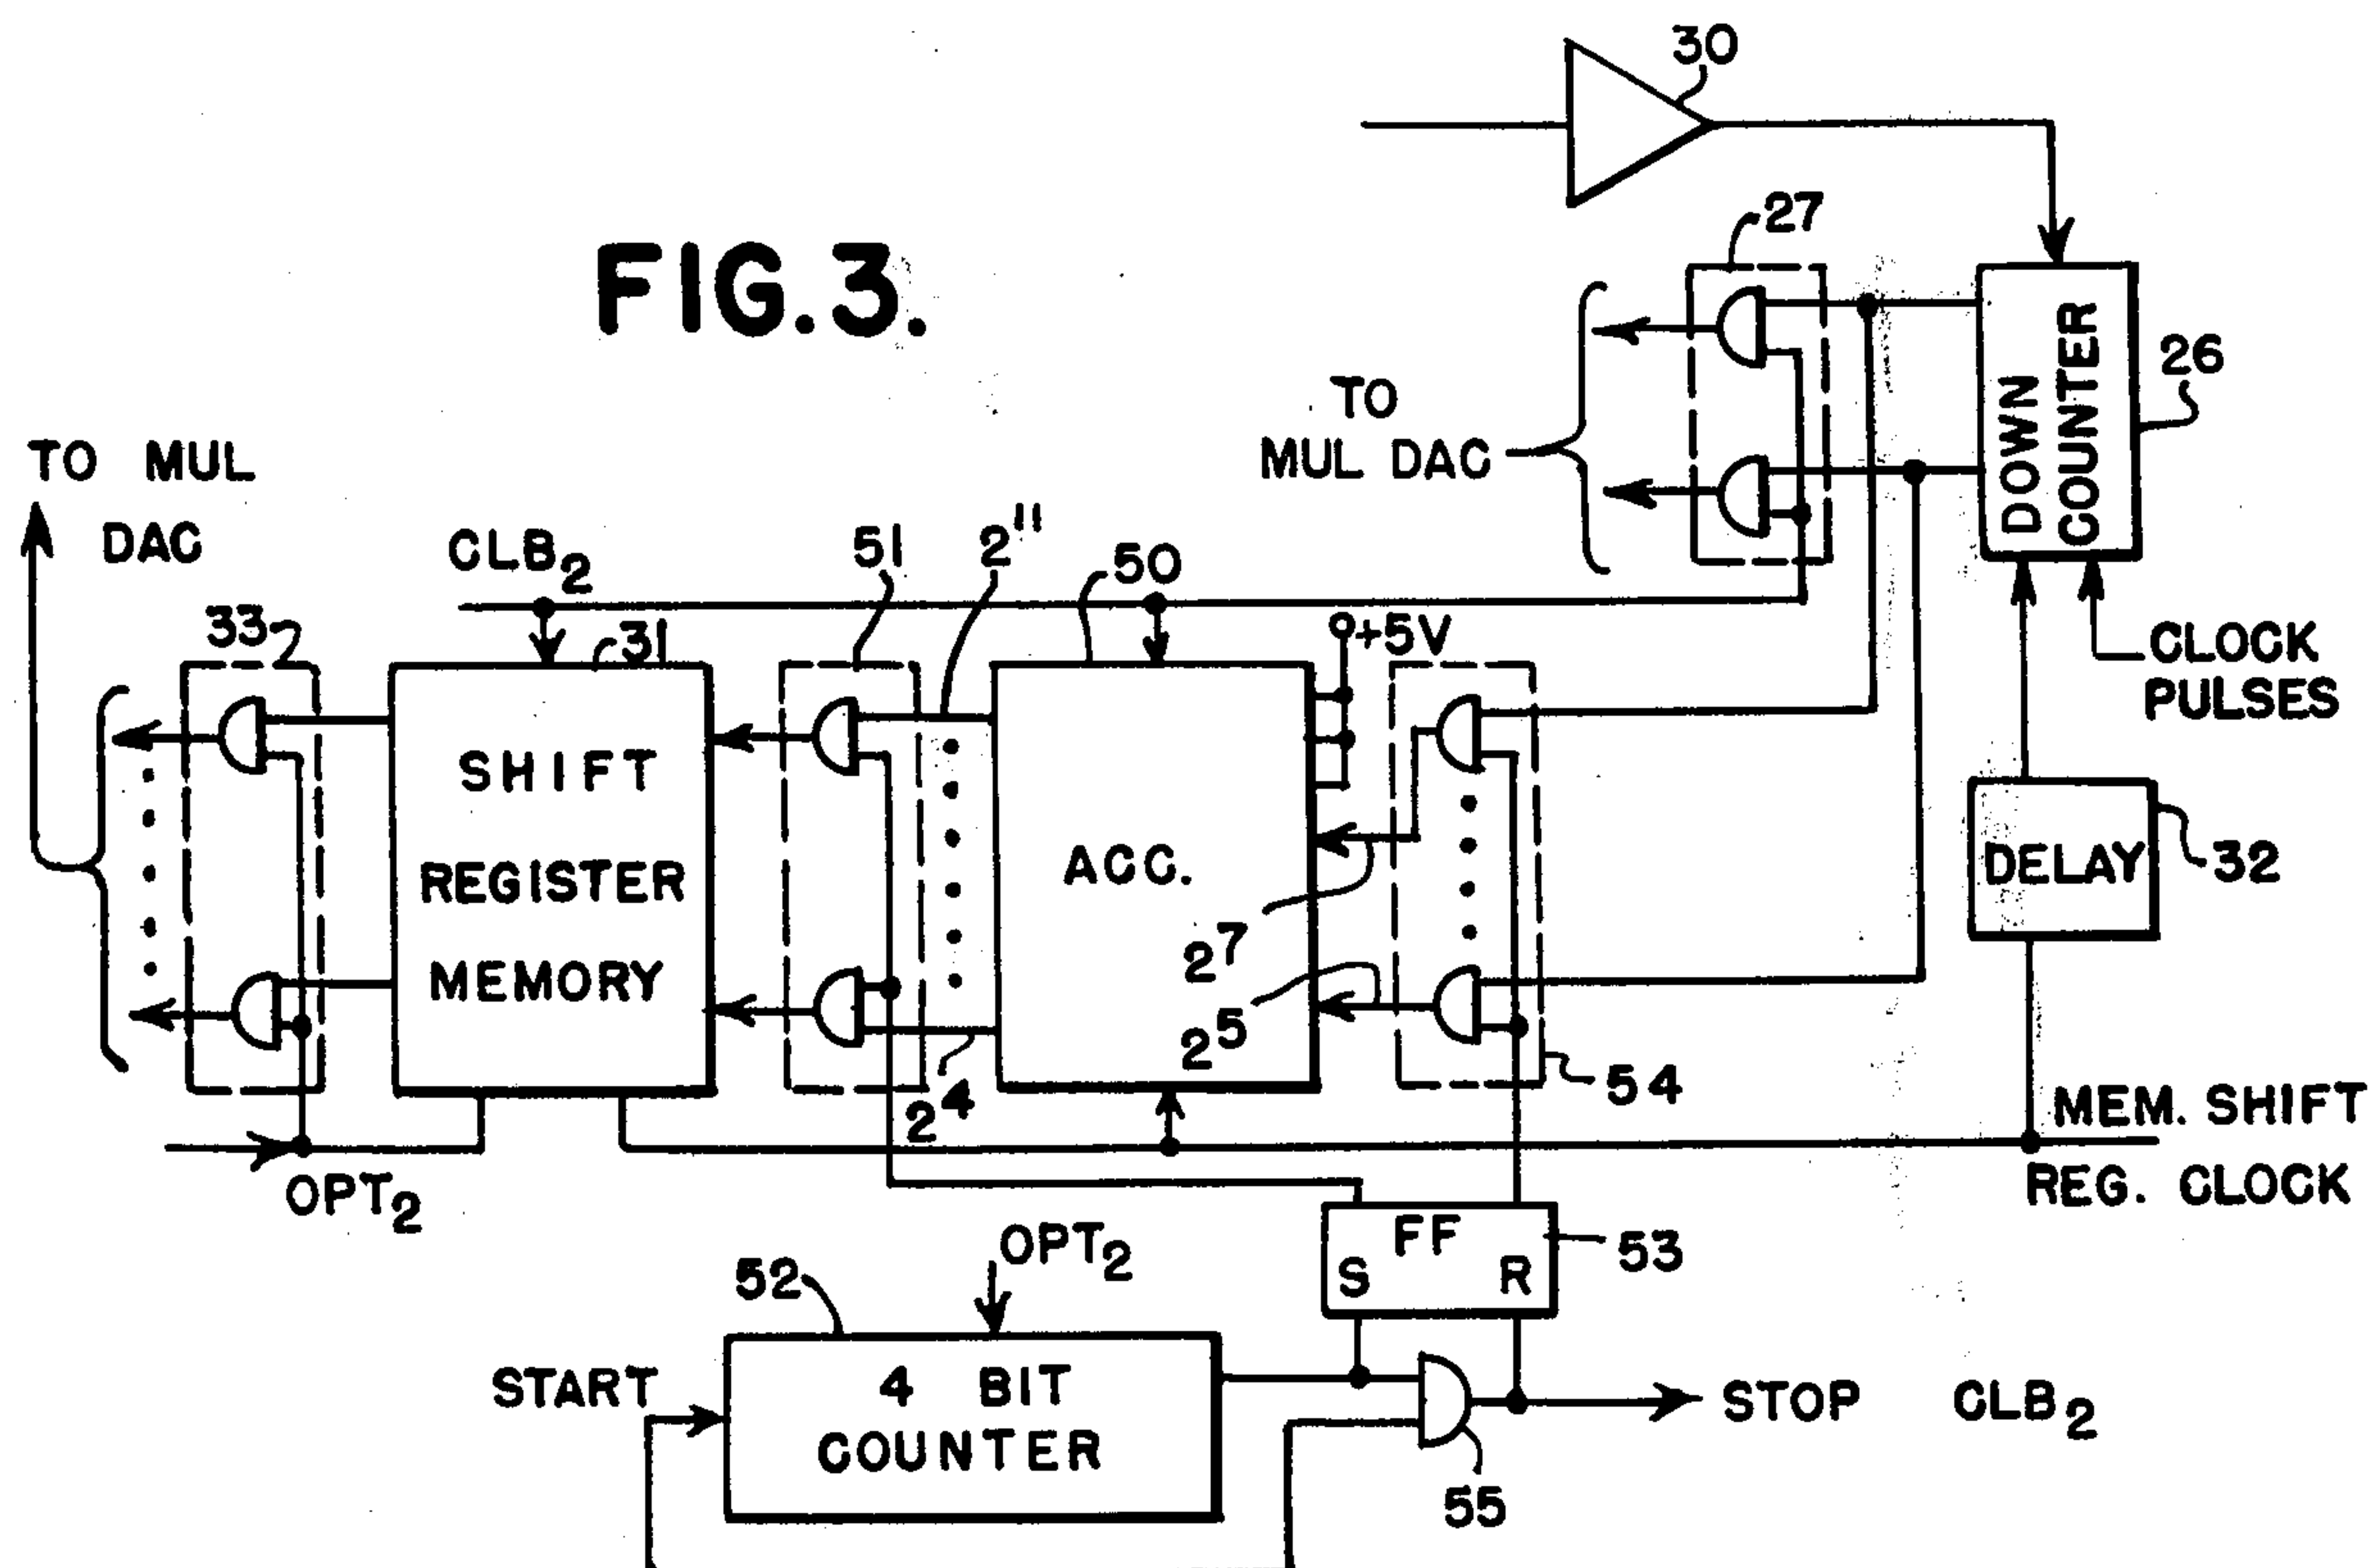 30
27
FIG.3.
26
DOWN
COUNTER
TO
MUL DAC
TO MUL
DAC
CLB2
51
2"
50
33
31
+5V
CLOCK
PULSES
SHIFT
REGISTER
MEMORY
ACC.
DELAY
32
2^7
2^5
2^4
54
MEM. SHIFT
REG. CLOCK
OPT2
FF
S R
53
OPT2
52
START
4 BIT
COUNTER
STOP CLB2
55